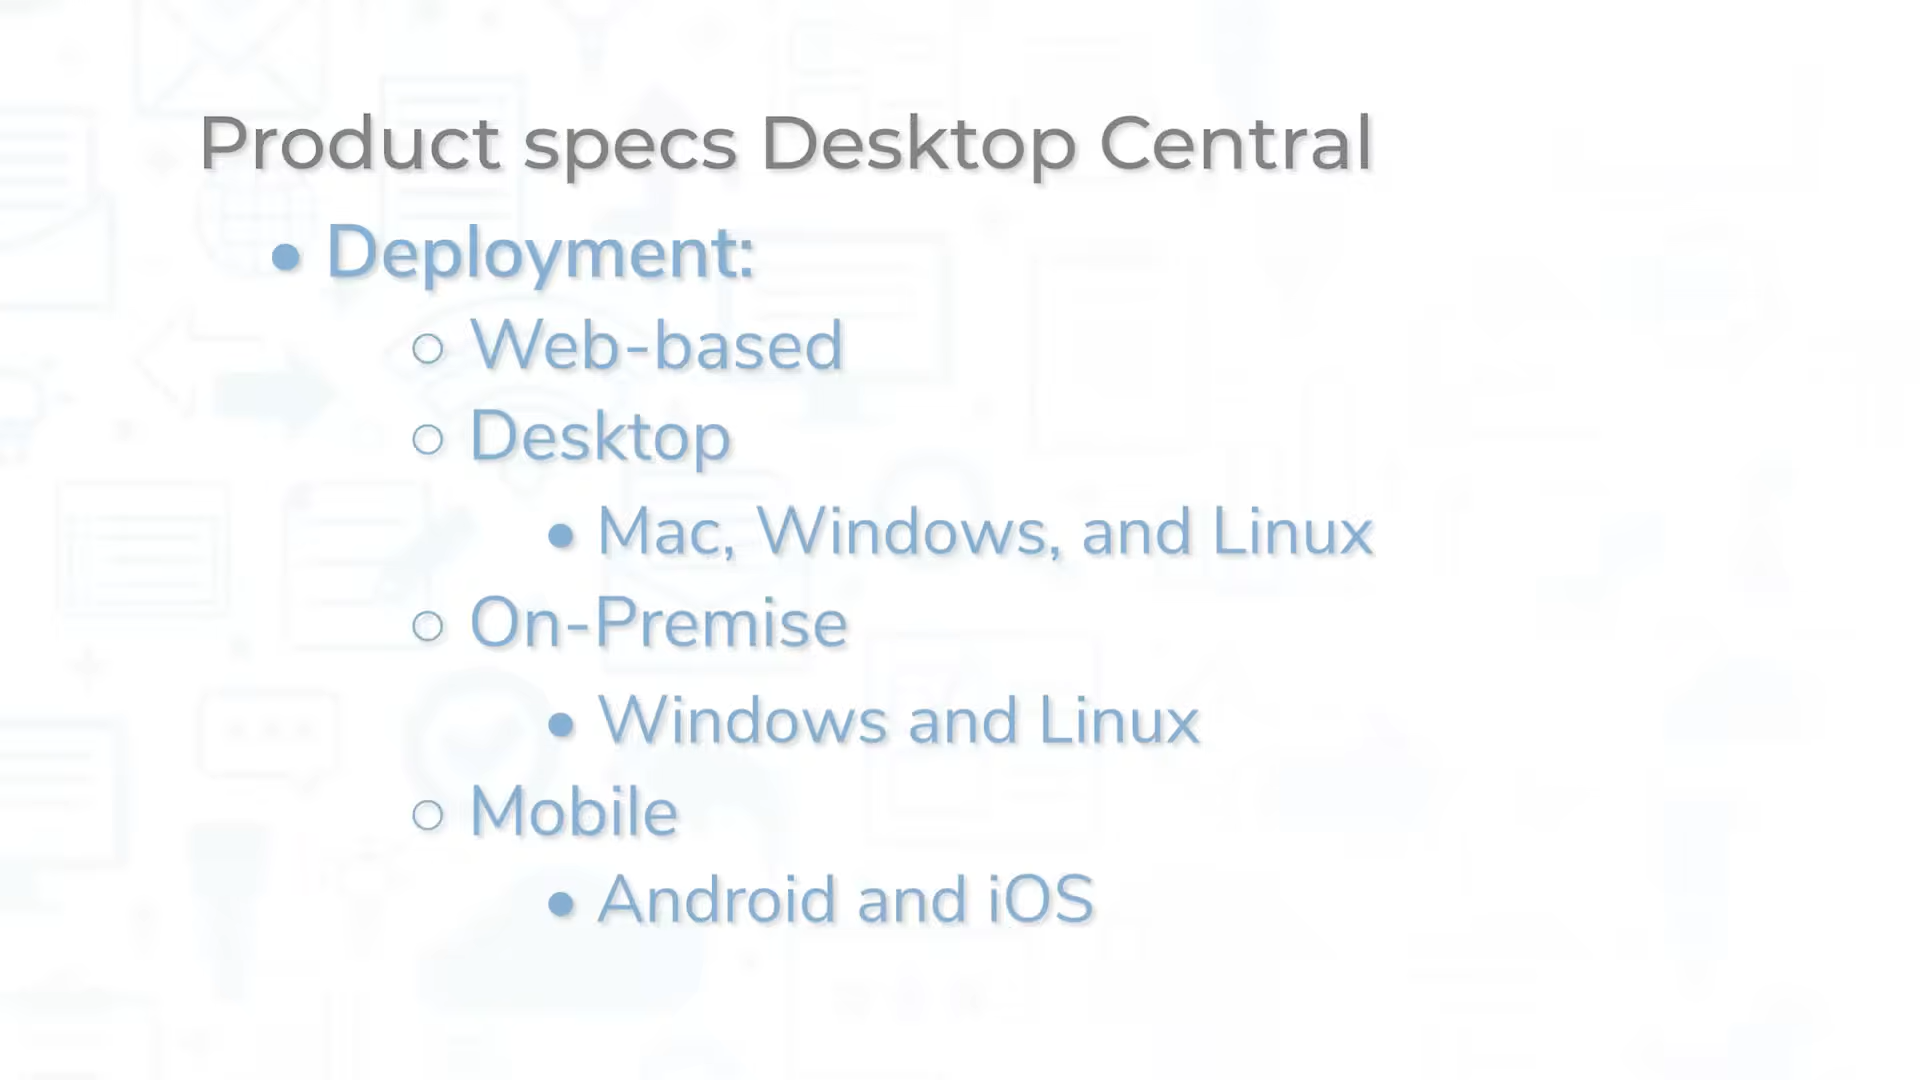 Product specs Desktop Central
• Deployment:
○ Web-based
○ Desktop
• Mac, Windows, and Linux
○ On-Premise
• Windows and Linux
○ Mobile
• Android and iOS